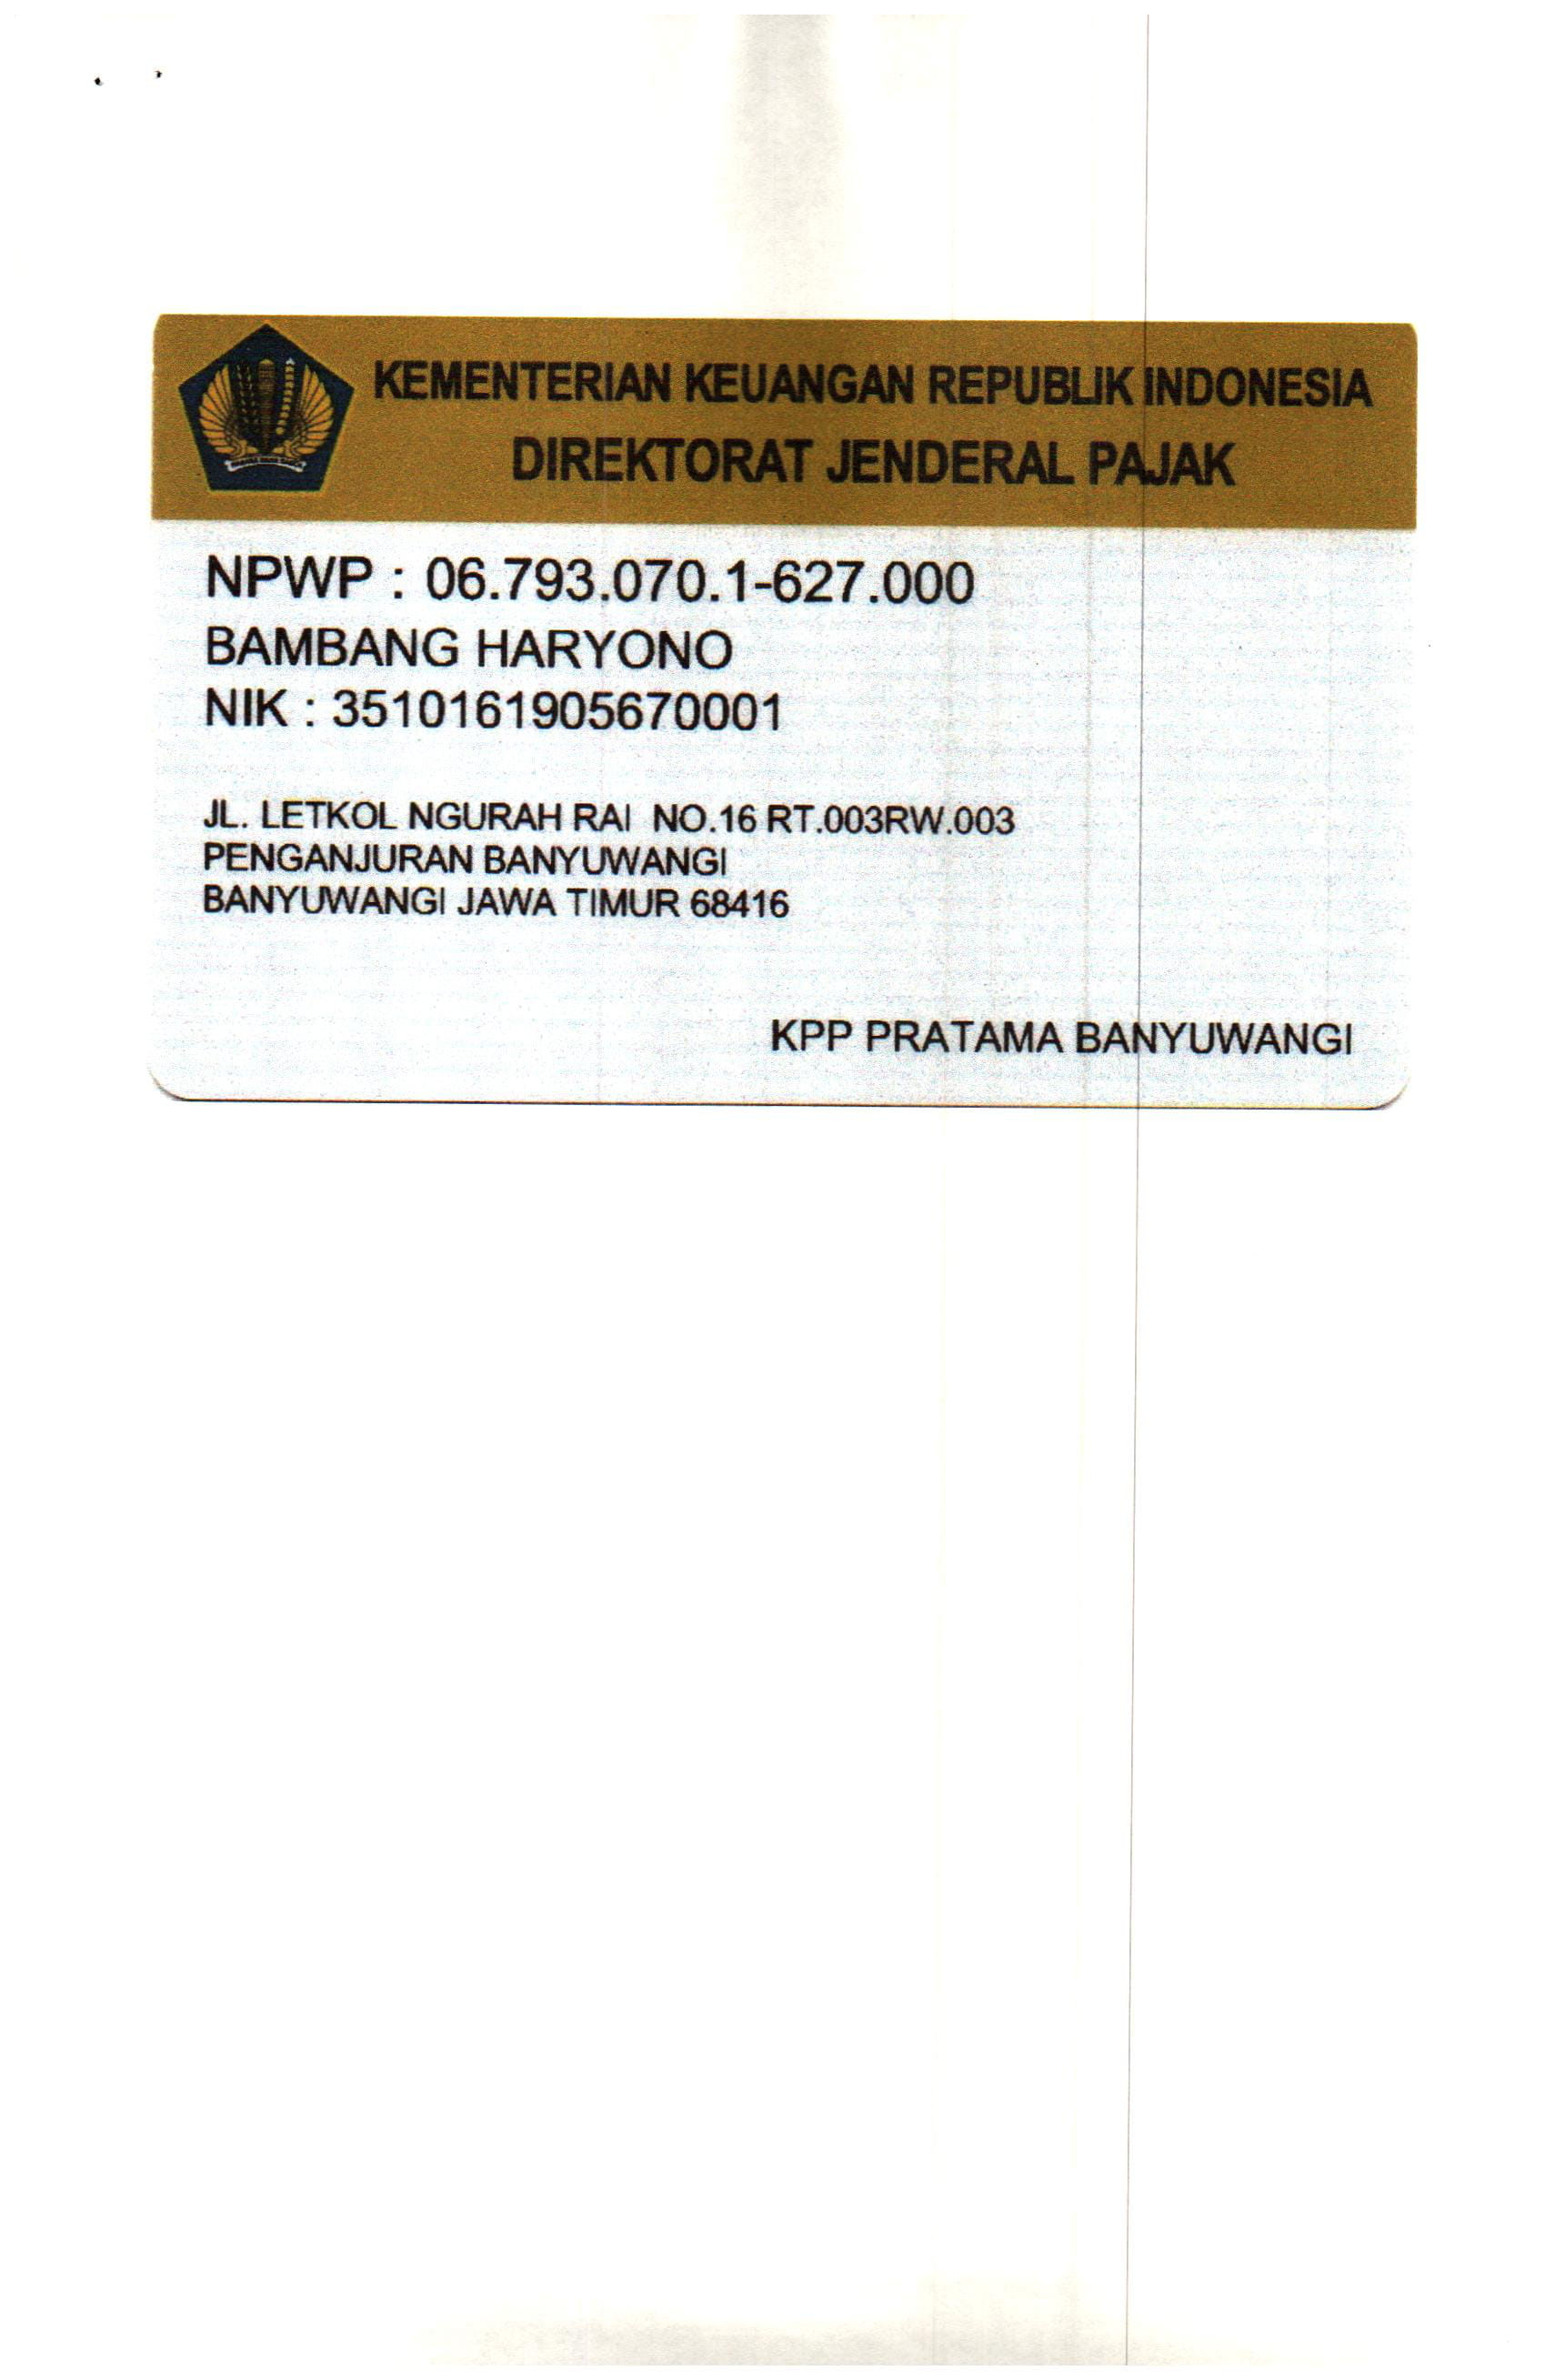 KEMENTERIAN KEUANGAN REPUBLIK INDONESIA
DIREKTORAT JENDERAL PAJAK
NPWP : 06.793.070.1-627.000
BAMBANG HARYONO
NIK : 3510161905670001
JL. LETKOL NGURAH RAI  NO.16 RT.003RW.003
PENGANJURAN BANYUWANGI
BANYUWANGI JAWA TIMUR 68416
KPP PRATAMA BANYUWANGI